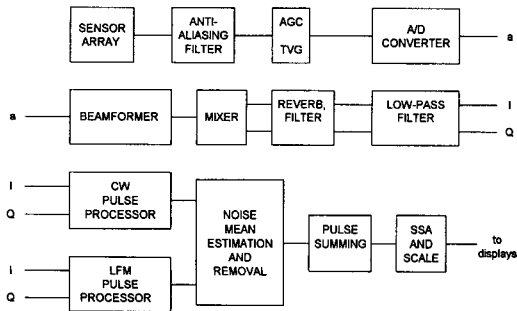 SENSOR
ARRAY
ANTI-
ALIASING
FILTER
AGC
TVG
A/D
CONVERTER
a
a
BEAMFORMER
MIXER
REVERB,
FILTER
LOW-PASS
FILTER
I
Q
I
Q
CW
PULSE
PROCESSOR
I
Q
LFM
PULSE
PROCESSOR
NOISE
MEAN
ESTIMATION
AND
REMOVAL
PULSE
SUMMING
SSA
AND
SCALE
to
displays